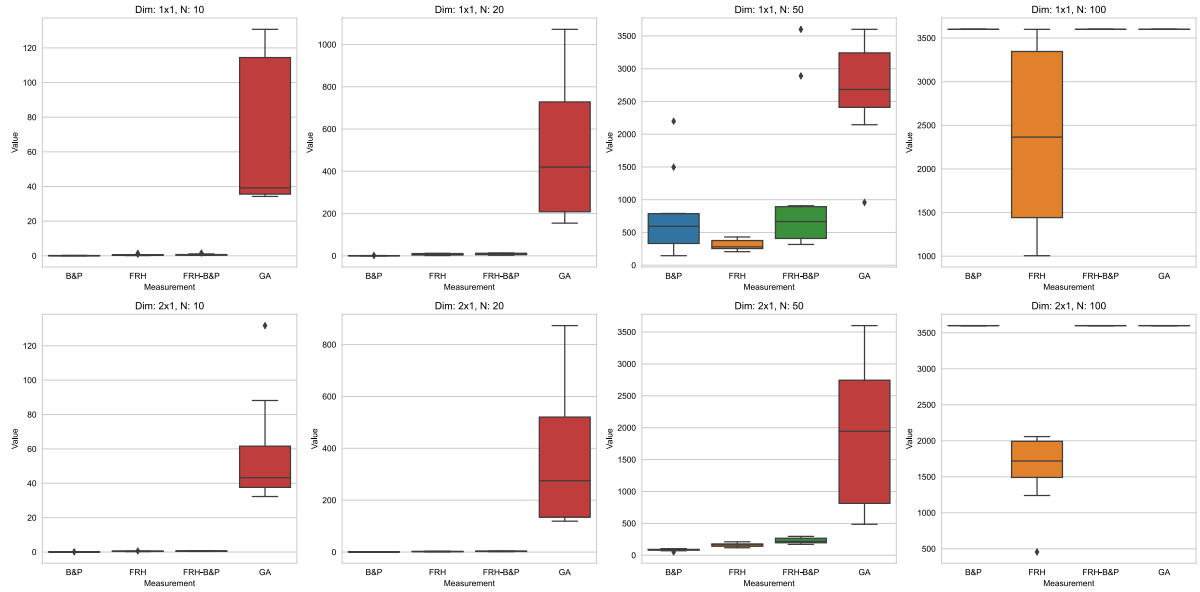 Dim: 1x1, N: 10
Value
120
100
80
60
40
20
0
B&P FRH FRH-B&P GA
Measurement
Dim: 1x1, N: 20
Value
1000
800
600
400
200
0
B&P FRH FRH-B&P GA
Measurement
Dim: 1x1, N: 50
Value
3500
3000
2500
2000
1500
1000
500
0
B&P FRH FRH-B&P GA
Measurement
Dim: 1x1, N: 100
Value
3500
3000
2500
2000
1500
1000
B&P FRH FRH-B&P GA
Measurement
Dim: 2x1, N: 10
Value
120
100
80
60
40
20
0
B&P FRH FRH-B&P GA
Measurement
Dim: 2x1, N: 20
Value
800
600
400
200
0
B&P FRH FRH-B&P GA
Measurement
Dim: 2x1, N: 50
Value
3500
3000
2500
2000
1500
1000
500
0
B&P FRH FRH-B&P GA
Measurement
Dim: 2x1, N: 100
Value
3500
3000
2500
2000
1500
1000
500
B&P FRH FRH-B&P GA
Measurement